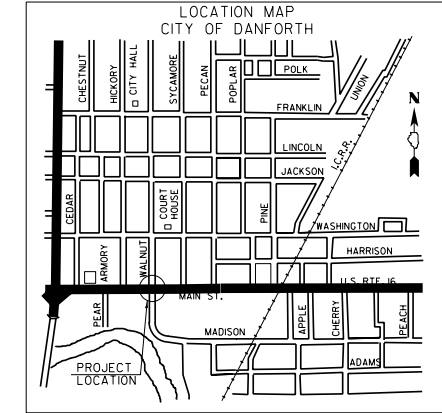 LOCATION MAP
CITY OF DANFORTH
CHESTNUT
HICKORY
CITY HALL
SYCAMORE
PECAN
POPLAR
POLK
UNION
FRANKLIN
N
LINCOLN
I.C.R.R.
JACKSON
CEDAR
COURT
HOUSE
PINE
WASHINGTON
ARMORY
WALNUT
HARRISON
U.S. RTE 16
MAIN ST.
PEAR
MADISON
APPLE
CHERRY
PEACH
ADAMS
PROJECT
LOCATION